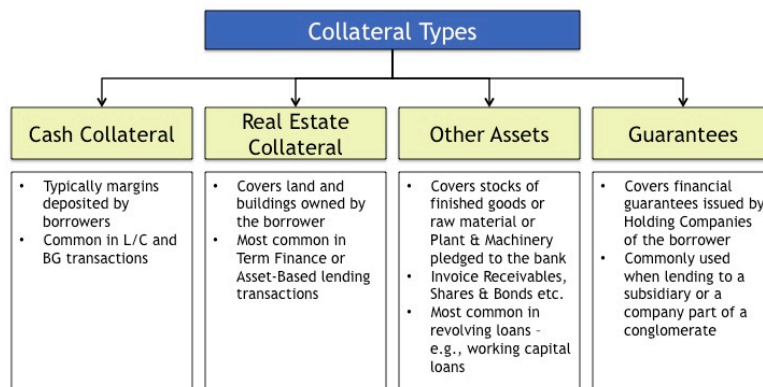 Collateral Types
Cash Collateral
• Typically margins
deposited by
borrowers
• Common in L/C and
BG transactions
Real Estate
Collateral
• Covers land and
buildings owned by
the borrower
• Most common in
Term Finance or
Asset-Based lending
transactions
Other Assets
• Covers stocks of
finished goods or
raw material or
Plant & Machinery
pledged to the bank
• Invoice Receivables,
Shares & Bonds etc.
• Most common in
revolving loans –
e.g., working capital
loans
Guarantees
• Covers financial
guarantees issued by
Holding Companies
of the borrower
• Commonly used
when lending to a
subsidiary or a
company part of a
conglomerate